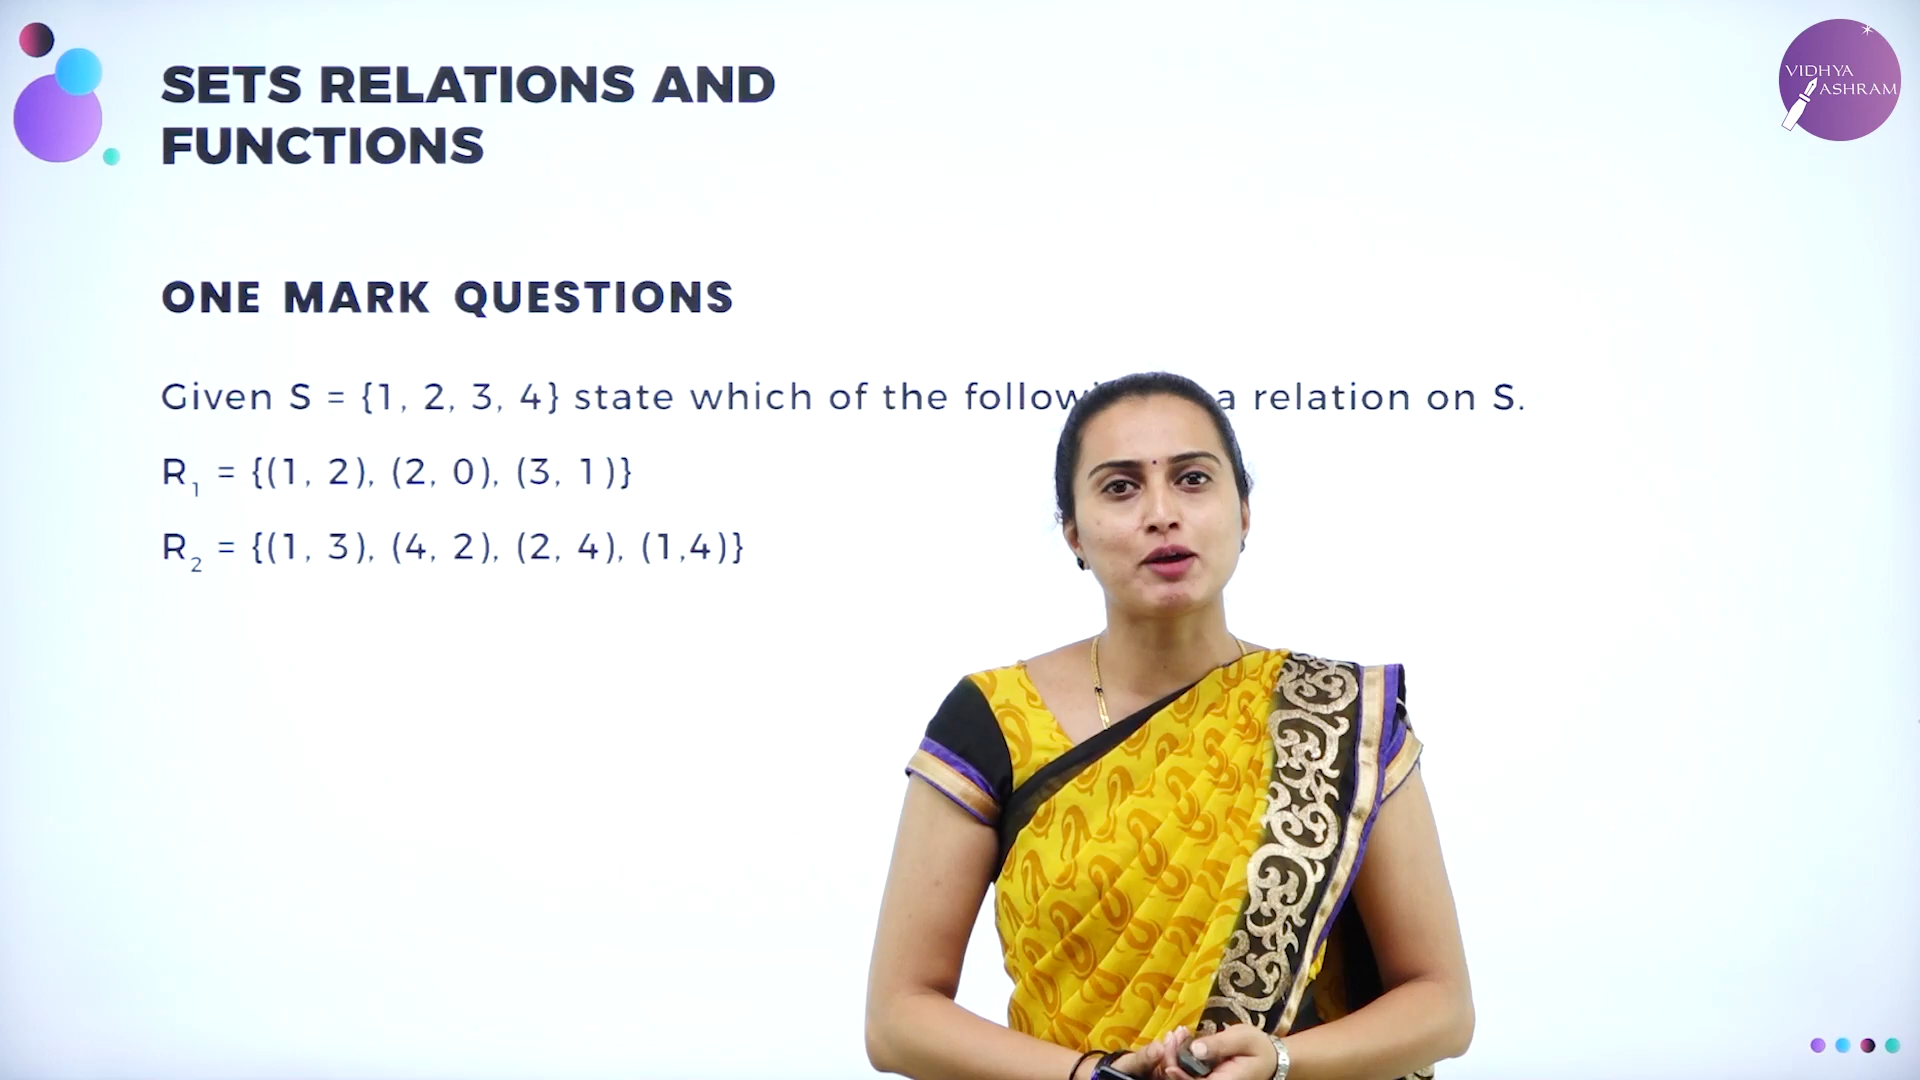 SETS RELATIONS AND
FUNCTIONS
VIDHYA
ASHRAM
ONE MARK QUESTIONS
Given S = {1, 2, 3, 4} state which of the a relation on S.
R₁ = {(1, 2), (2, 0), (3, 1)}
R₂ = {(1, 3), (4, 2), (2, 4), (1,4)}